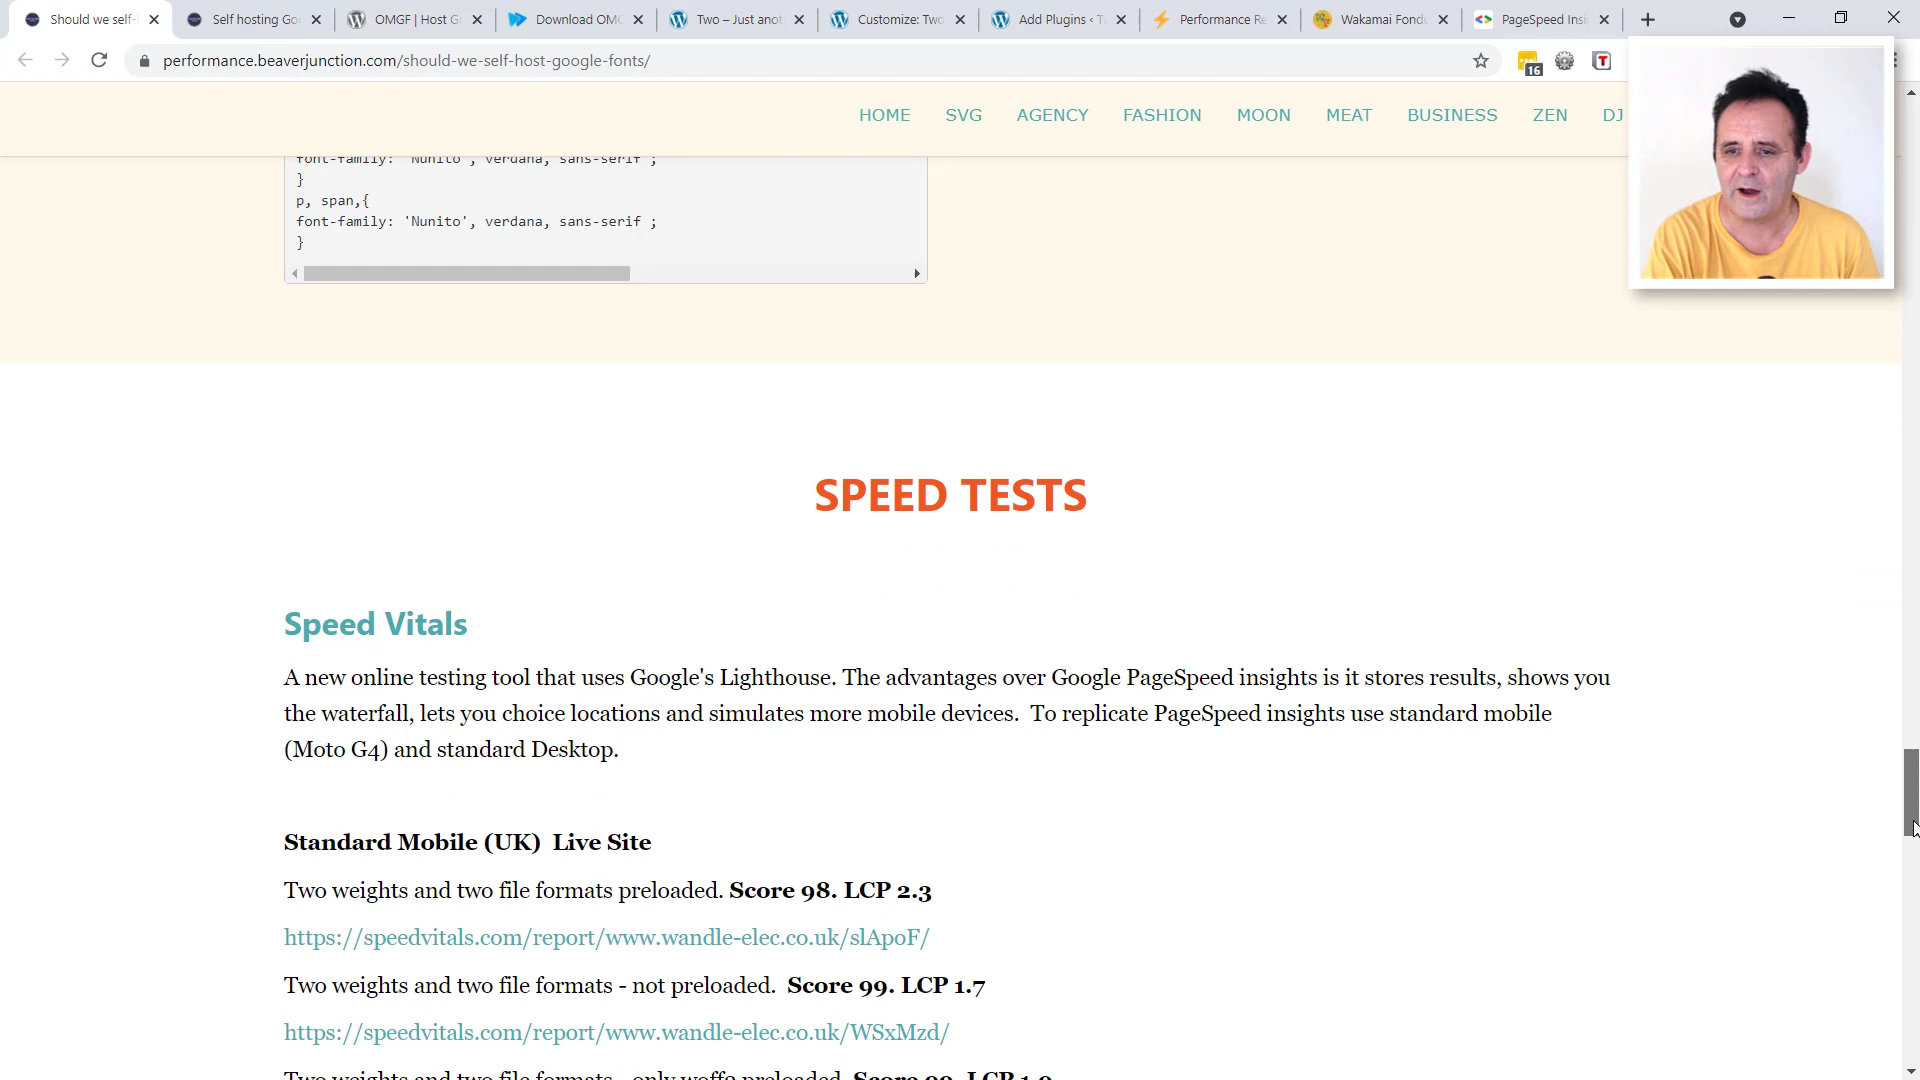 Should we self-
Self hosting Go
OMGF | Host G
Download OMG
Two – Just anot
Customize: Two
Add Plugins ‹ T
Performance Re
Wakamai Fondu
PageSpeed Insi
performance.beaverjunction.com/should-we-self-host-google-fonts/
16
T
HOME SVG AGENCY FASHION MOON MEAT BUSINESS ZEN DJ
font-family: 'Nunito', verdana, sans-serif ;
}
p, span,{
font-family: 'Nunito', verdana, sans-serif ;
}
SPEED TESTS
Speed Vitals
A new online testing tool that uses Google's Lighthouse. The advantages over Google PageSpeed insights is it stores results, shows you
the waterfall, lets you choice locations and simulates more mobile devices.  To replicate PageSpeed insights use standard mobile
(Moto G4) and standard Desktop.
Standard Mobile (UK)  Live Site
Two weights and two file formats preloaded. Score 98. LCP 2.3
https://speedvitals.com/report/www.wandle-elec.co.uk/slApoF/
Two weights and two file formats - not preloaded.  Score 99. LCP 1.7
https://speedvitals.com/report/www.wandle-elec.co.uk/WSxMzd/
Two weights and two file formats - only woff2 preloaded. Score 99. LCP 1.9